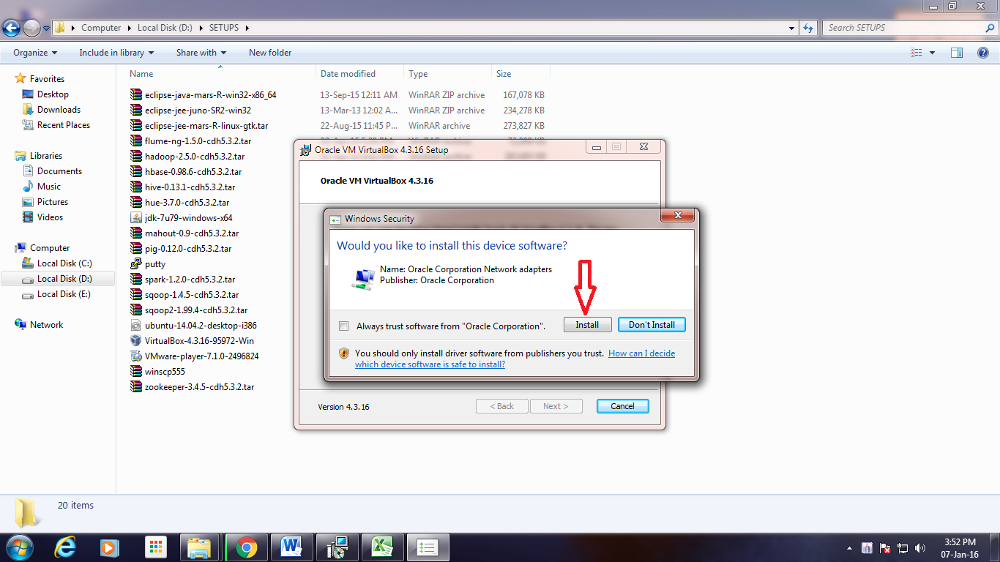 Computer Local Disk (D:) SETUPS
Search SETUPS
Organize Include in library Share with New folder
Favorites
Desktop
Downloads
Recent Places
Libraries
Documents
Music
Pictures
Videos
Computer
Local Disk (C:)
Local Disk (D:)
Local Disk (E:)
Network
Name Date modified Type Size
eclipse-java-mars-R-win32-x86_64 13-Sep-15 12:11 AM WinRAR ZIP archive 167,078 KB
eclipse-jee-juno-SR2-win32 13-Mar-13 12:02 A... WinRAR ZIP archive 234,278 KB
eclipse-jee-mars-R-linux-gtk.tar 22-Aug-15 11:45 P... WinRAR archive 273,827 KB
flume-ng-1.5.0-cdh5.3.2.tar
hadoop-2.5.0-cdh5.3.2.tar
hbase-0.98.6-cdh5.3.2.tar
hive-0.13.1-cdh5.3.2.tar
hue-3.7.0-cdh5.3.2.tar
jdk-7u79-windows-x64
mahout-0.9-cdh5.3.2.tar
pig-0.12.0-cdh5.3.2.tar
putty
spark-1.2.0-cdh5.3.2.tar
sqoop-1.4.5-cdh5.3.2.tar
sqoop2-1.99.4-cdh5.3.2.tar
ubuntu-14.04.2-desktop-i386
VirtualBox-4.3.16-95972-Win
VMware-player-7.1.0-2496824
winscp555
zookeeper-3.4.5-cdh5.3.2.tar
Oracle VM VirtualBox 4.3.16 Setup
Oracle VM VirtualBox 4.3.16
Windows Security
Would you like to install this device software?
Name: Oracle Corporation Network adapters
Publisher: Oracle Corporation
Always trust software from "Oracle Corporation".
Install Don't Install
You should only install driver software from publishers you trust. How can I decide
which device software is safe to install?
Version 4.3.16
< Back Next > Cancel
20 items
3:52 PM
07-Jan-16